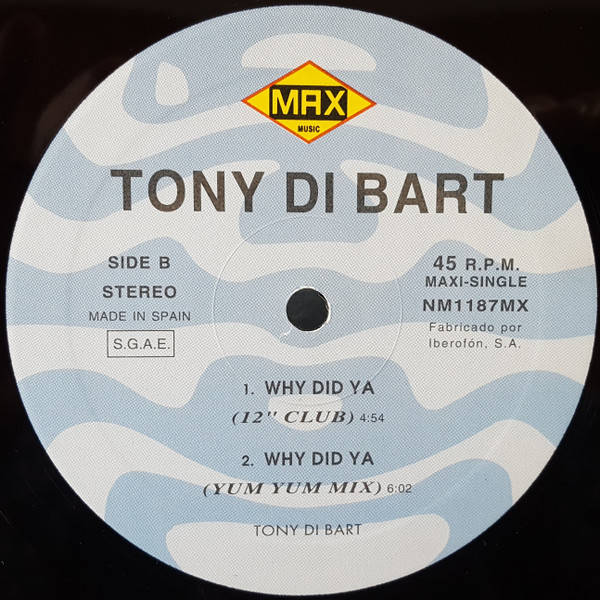 MAX
MUSIC
TONY DI BART
SIDE B
STEREO
MADE IN SPAIN
S.G.A.E.
45 R.P.M.
MAXI-SINGLE
NM1187MX
Fabricado por
Iberofón, S.A.
1. WHY DID YA
(12" CLUB) 4:54
2. WHY DID YA
(YUM YUM MIX) 6:02
TONY DI BART